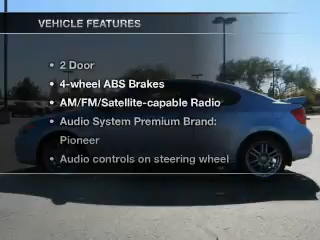 VEHICLE FEATURES
• 2 Door
• 4-wheel ABS Brakes
• AM/FM/Satellite-capable Radio
• Audio System Premium Brand:
Pioneer
• Audio controls on steering wheel